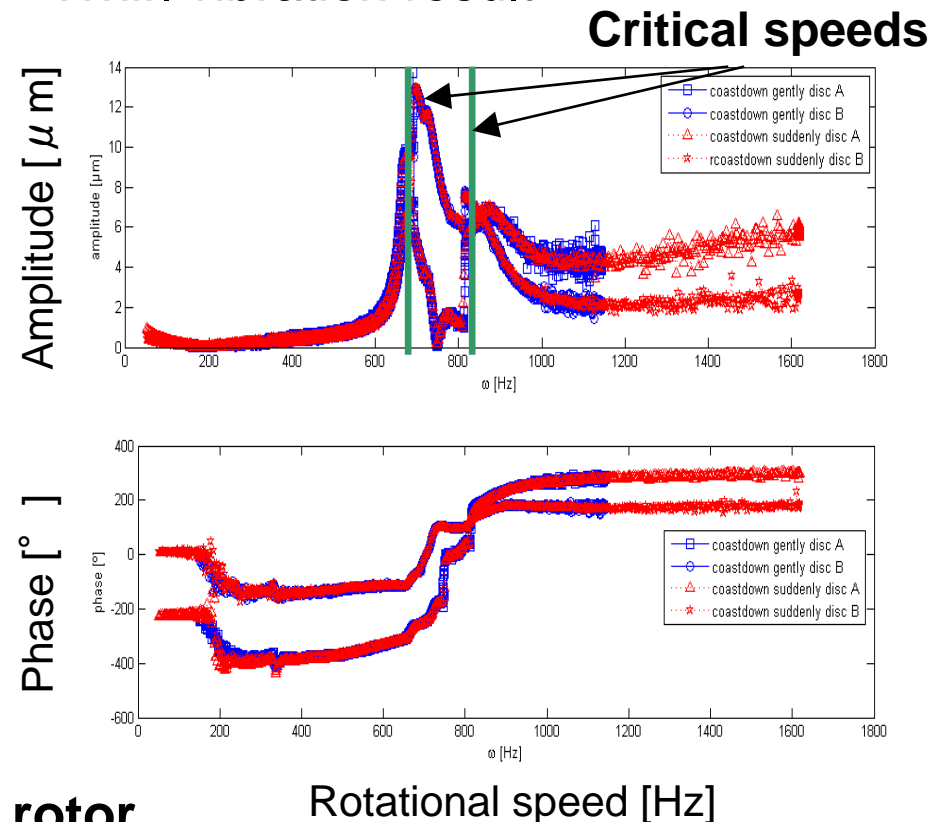 Critical speeds
Amplitude [μm]
amplitude [µm]
14
12
10
8
6
4
2
0
0 200 400 600 800 1000 1200 1400 1600 1800
ω [Hz]
coastdown gently disc A
coastdown gently disc B
coastdown suddenly disc A
rcoastdown suddenly disc B
Phase [°]
phase [º]
400
200
0
-200
-400
-600
0 200 400 600 800 1000 1200 1400 1600 1800
ω [Hz]
coastdown gently disc A
coastdown gently disc B
coastdown suddenly disc A
coastdown suddenly disc B
Rotational speed [Hz]
rotor